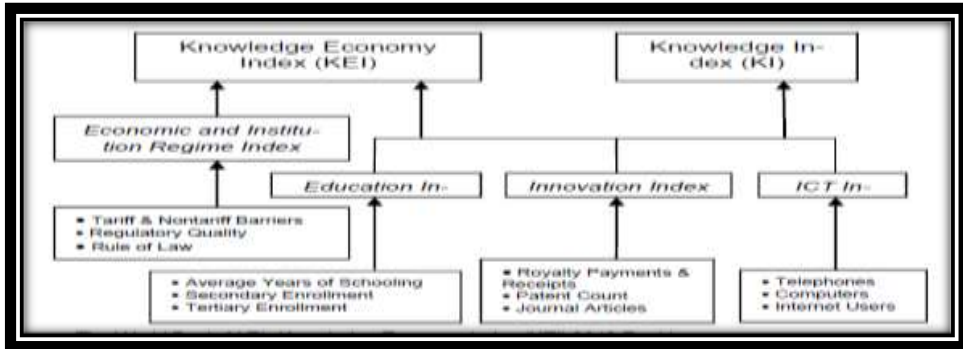 Knowledge Economy
Index (KEI)
Knowledge In-
dex (KI)
Economic and Institu-
tion Regime Index
Education In-
Innovation Index
ICT In-
• Tariff & Nontariff Barriers
• Regulatory Quality
• Rule of Law
• Average Years of Schooling
• Secondary Enrollment
• Tertiary Enrollment
• Royalty Payments &
Receipts
• Patent Count
• Journal Articles
• Telephones
• Computers
• Internet Users